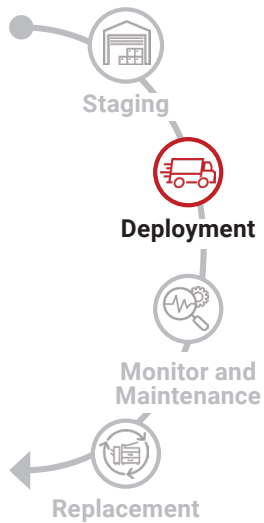 Staging
Deployment
Monitor and
Maintenance
Replacement